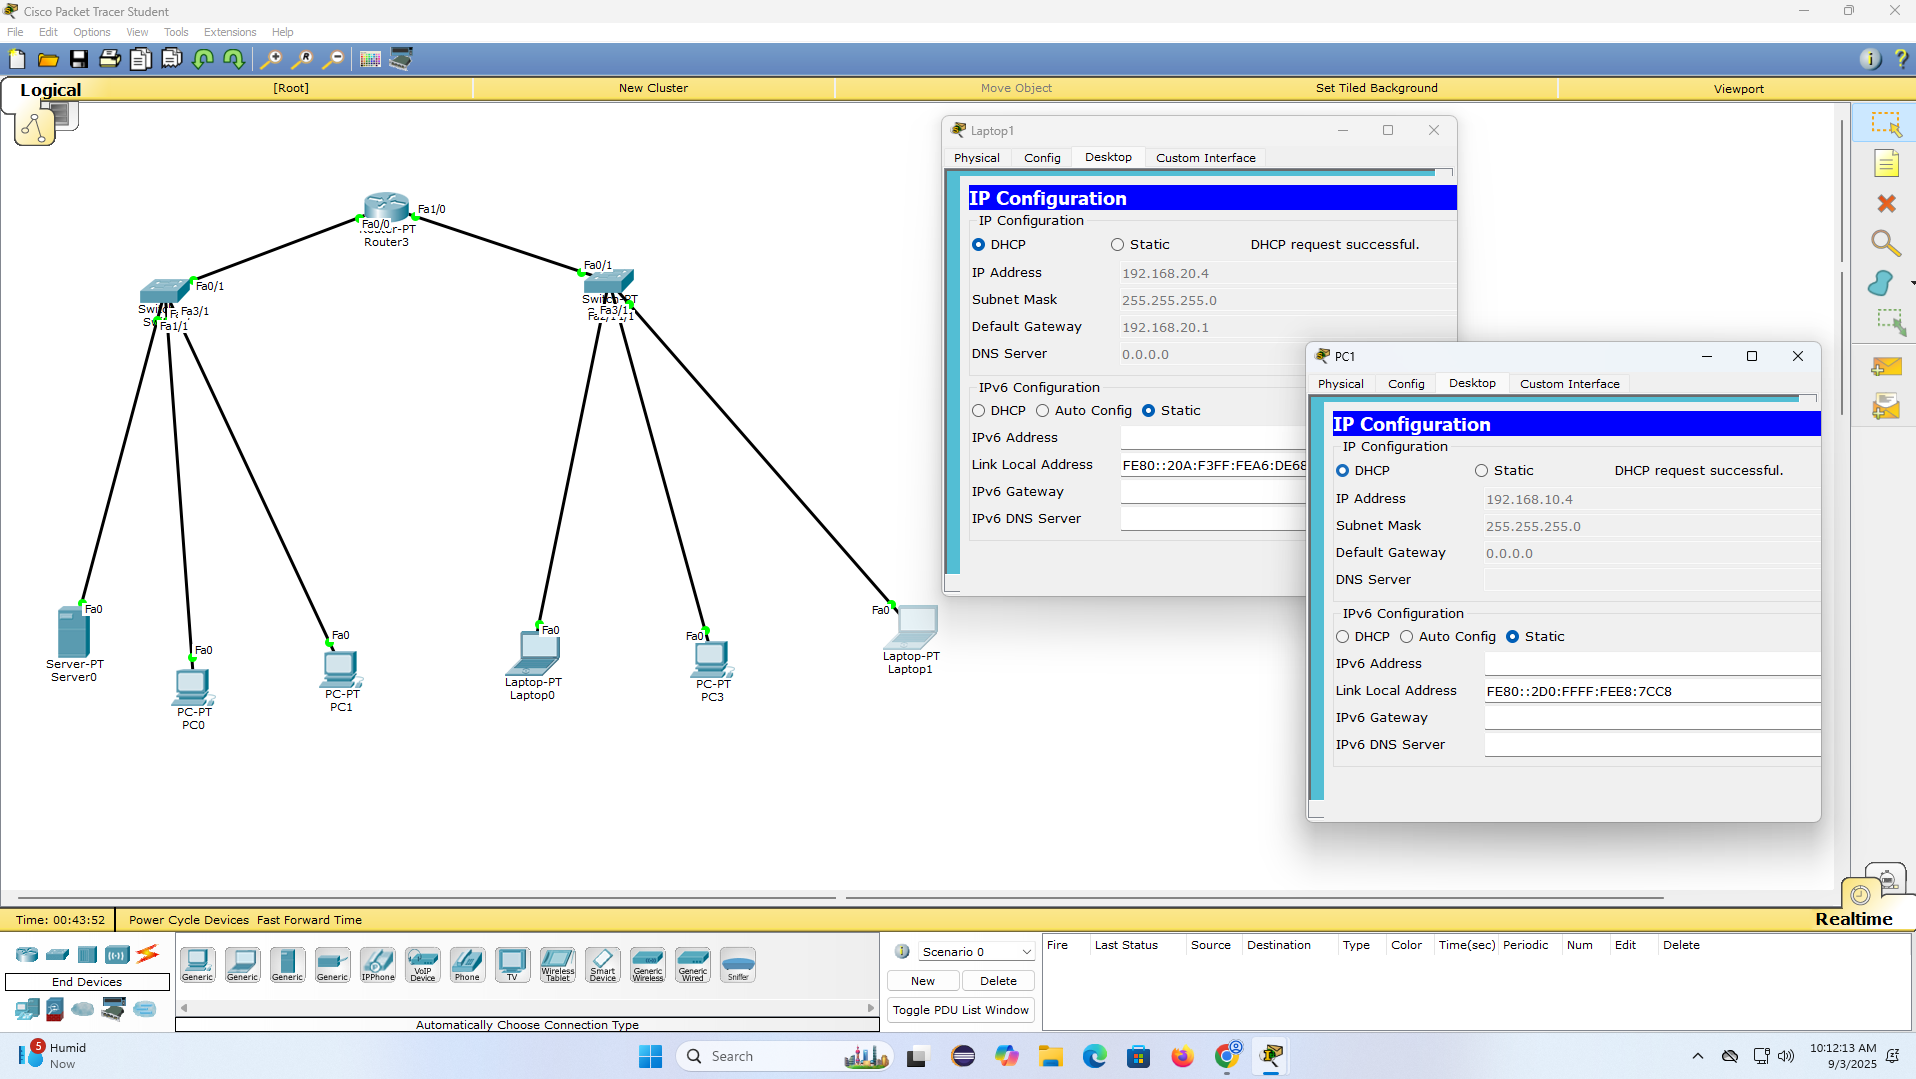 Cisco Packet Tracer Student
File Edit Options View Tools Extensions Help
Logical [Root] New Cluster Move Object Set Tiled Background Viewport
Fa0/0
Fa1/0
Router3
Fa0/1
Fa3/1
Fa1/1
Fa0/1
Fa3/1
Fa0
Server-PT
Server0
Fa0
PC-PT
PC0
Fa0
PC-PT
PC1
Fa0
Laptop-PT
Laptop0
Fa0
PC-PT
PC3
Fa0
Laptop-PT
Laptop1
Laptop1
Physical Config Desktop Custom Interface
IP Configuration
IP Configuration
DHCP Static DHCP request successful.
IP Address 192.168.20.4
Subnet Mask 255.255.255.0
Default Gateway 192.168.20.1
DNS Server 0.0.0.0
IPv6 Configuration
DHCP Auto Config Static
IPv6 Address
Link Local Address FE80::20A:F3FF:FEA6:DE68
IPv6 Gateway
IPv6 DNS Server
PC1
Physical Config Desktop Custom Interface
IP Configuration
IP Configuration
DHCP Static DHCP request successful.
IP Address 192.168.10.4
Subnet Mask 255.255.255.0
Default Gateway 0.0.0.0
DNS Server
IPv6 Configuration
DHCP Auto Config Static
IPv6 Address
Link Local Address FE80::2D0:FFFF:FEE8:7CC8
IPv6 Gateway
IPv6 DNS Server
Time: 00:43:52 Power Cycle Devices Fast Forward Time
Realtime
End Devices
Generic Generic Generic Generic IPPhone VoIP Device Phone TV Wireless Tablet Smart Device Generic Wireless Generic Wired Sniffer
Automatically Choose Connection Type
Scenario 0
New Delete
Toggle PDU List Window
Fire Last Status Source Destination Type Color Time(sec) Periodic Num Edit Delete
5
Humid
Now
Search
10:12:13 AM
9/3/2025